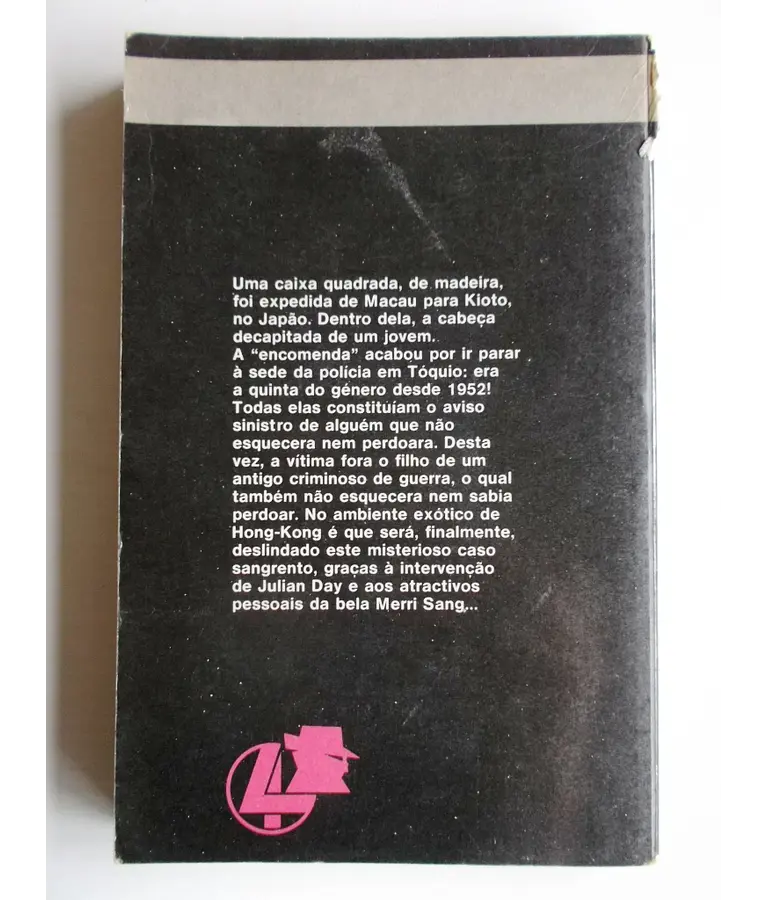 Uma caixa quadrada, de madeira,
foi expedida de Macau para Kioto,
no Japão. Dentro dela, a cabeça
decapitada de um jovem.
A “encomenda” acabou por ir parar
à sede da polícia em Tóquio: era
a quinta do género desde 1952!
Todas elas constitúíam o aviso
sinistro de alguém que não
esquecera nem perdoara. Desta
vez, a vítima fora o filho de um
antigo criminoso de guerra, o qual
também não esquecera nem sabia
perdoar. No ambiente exótico de
Hong-Kong é que será, finalmente,
deslindado este misterioso caso
sangrento, graças à intervenção
de Julian Day e aos atractivos
pessoais da bela Merri Sang...